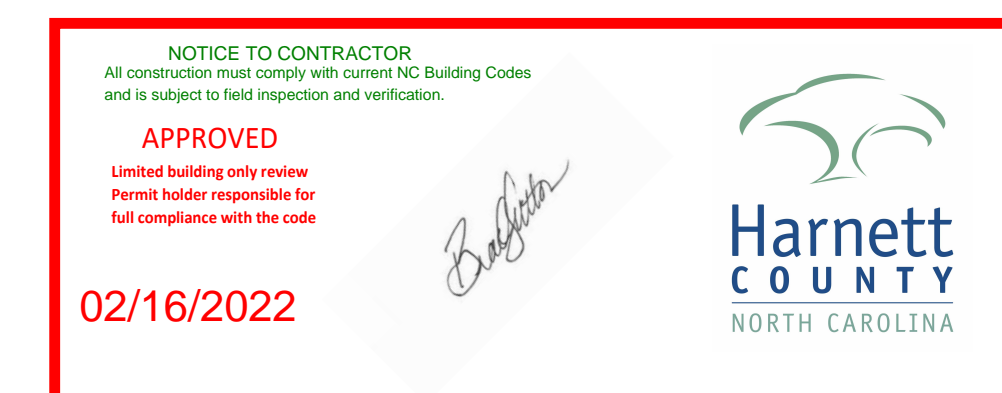 NOTICE TO CONTRACTOR
All construction must comply with current NC Building Codes
and is subject to field inspection and verification.
APPROVED
Limited building only review
Permit holder responsible for
full compliance with the code
02/16/2022
Harnett
COUNTY
NORTH CAROLINA